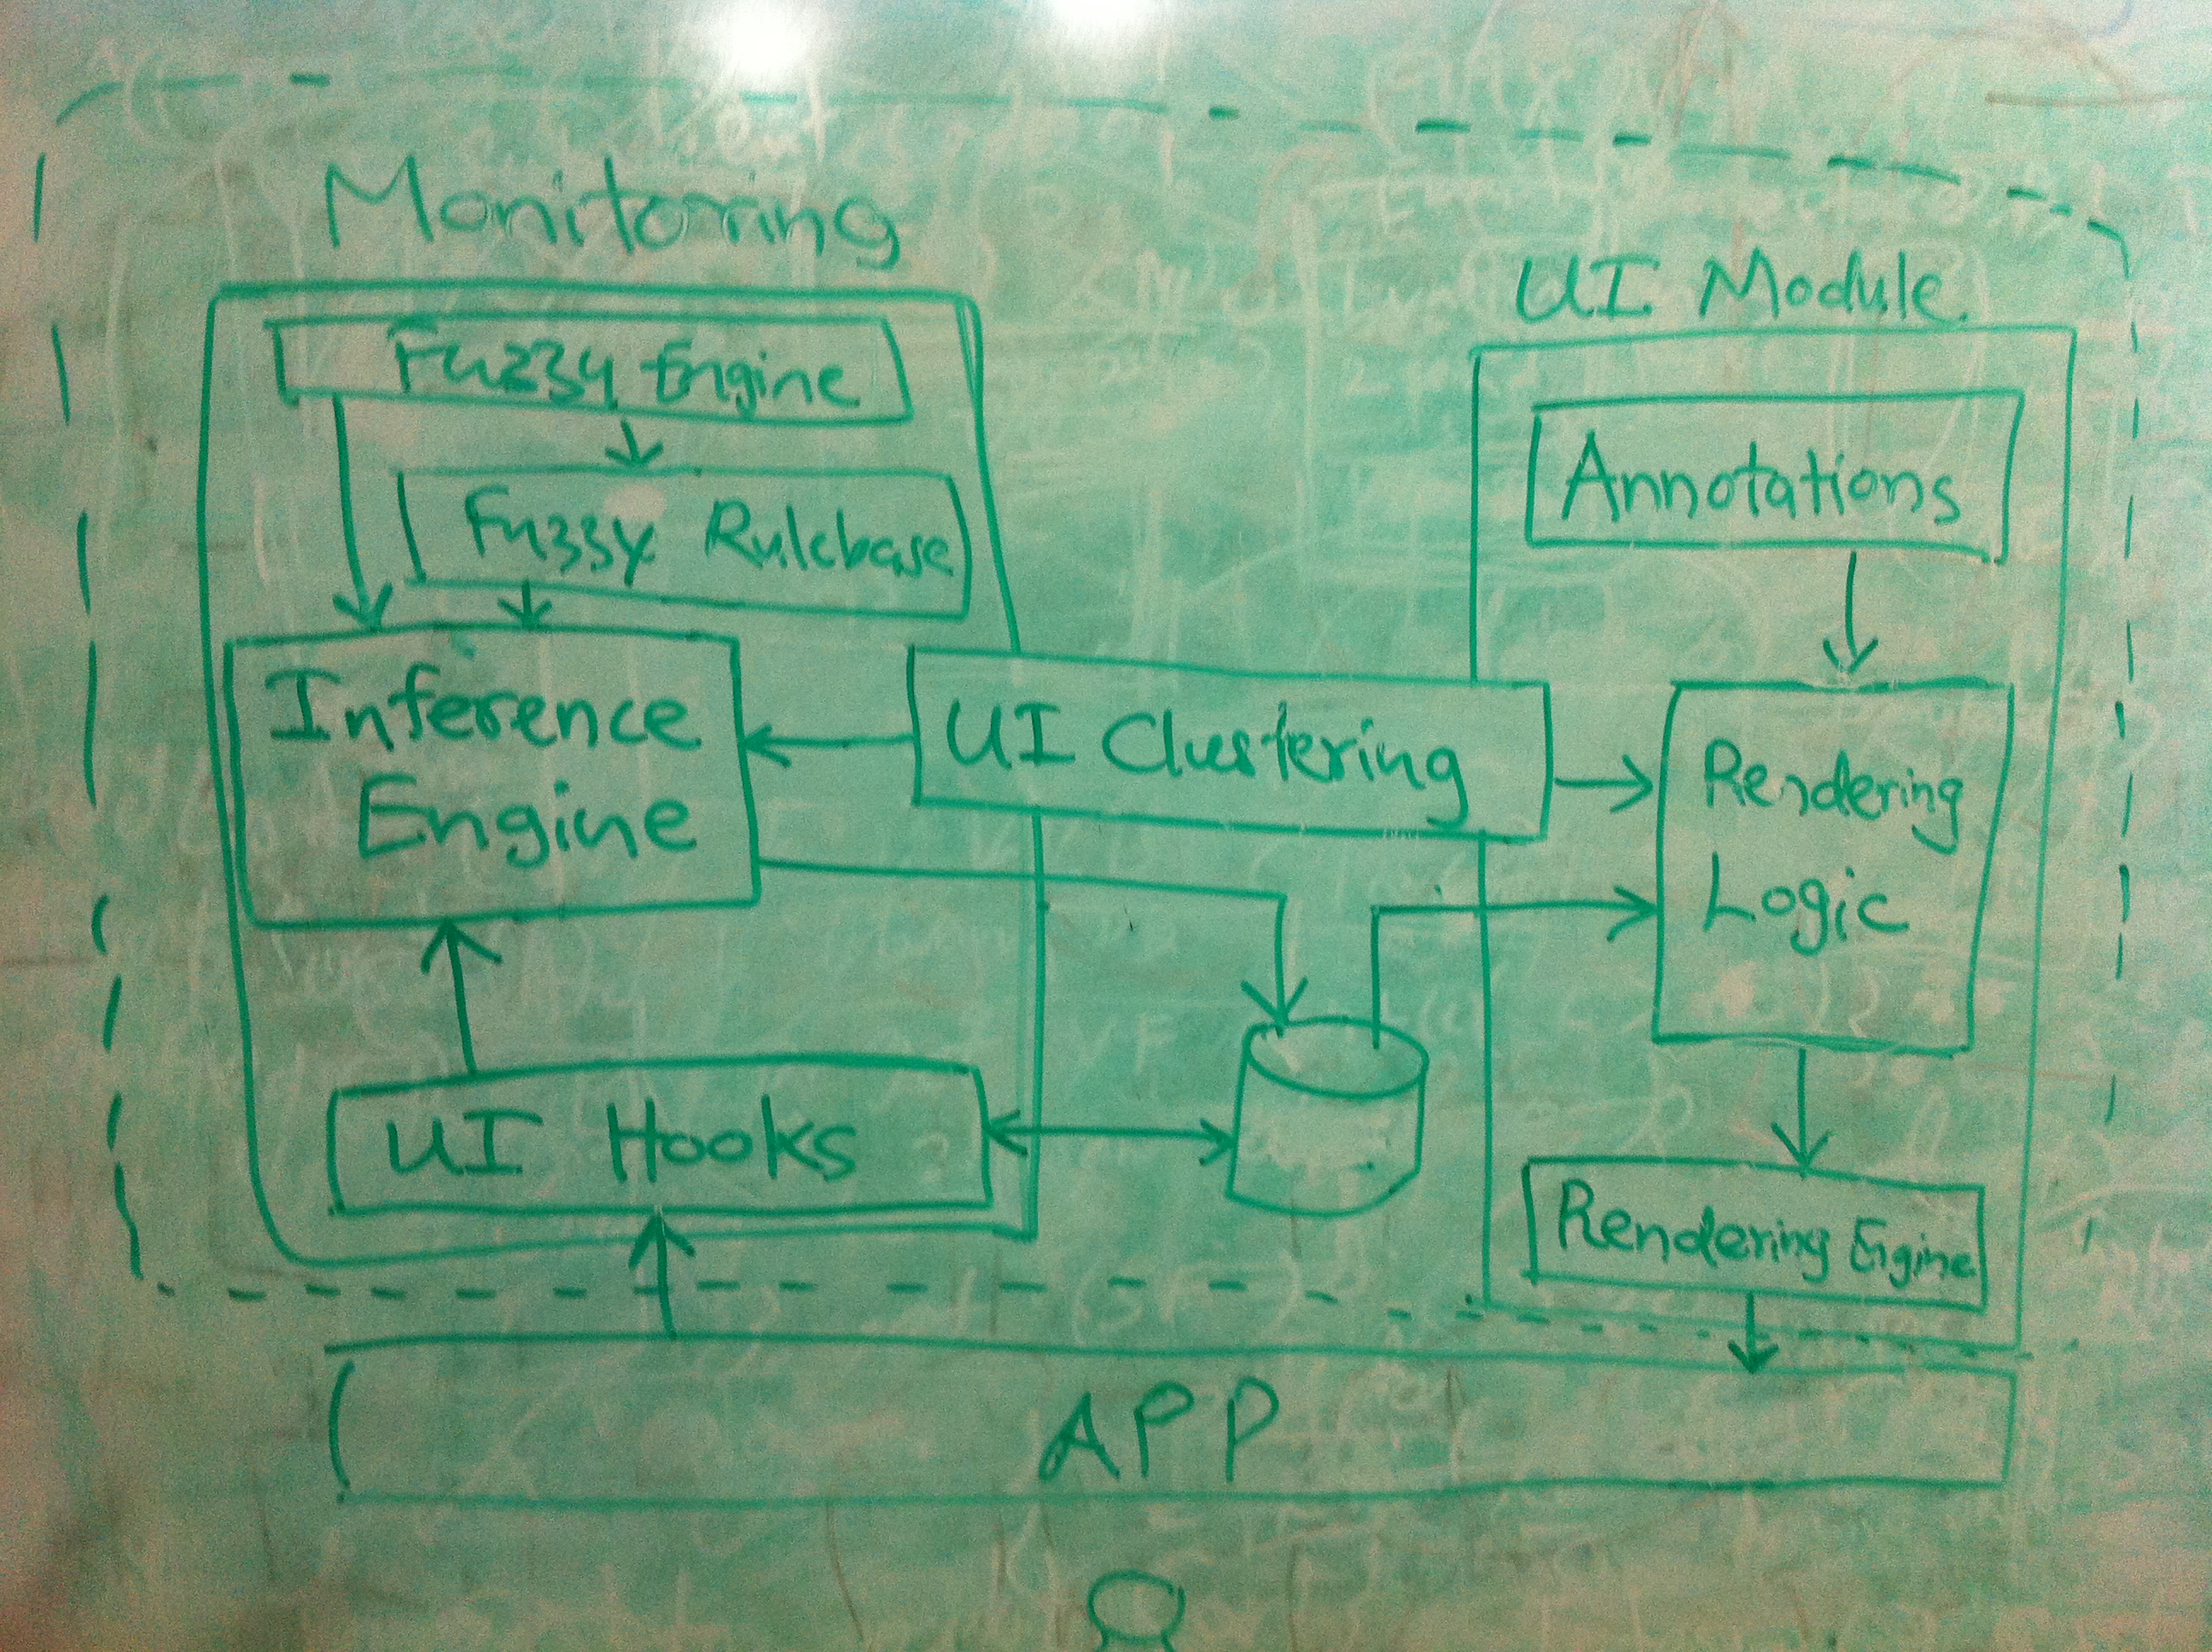 Monitoring
UI Module
Fuzzy Engine
Annotations
Fuzzy Rulebase
Inference
Engine
UI Clustering
Rendering
Logic
UI Hooks
Rendering Engine
APP